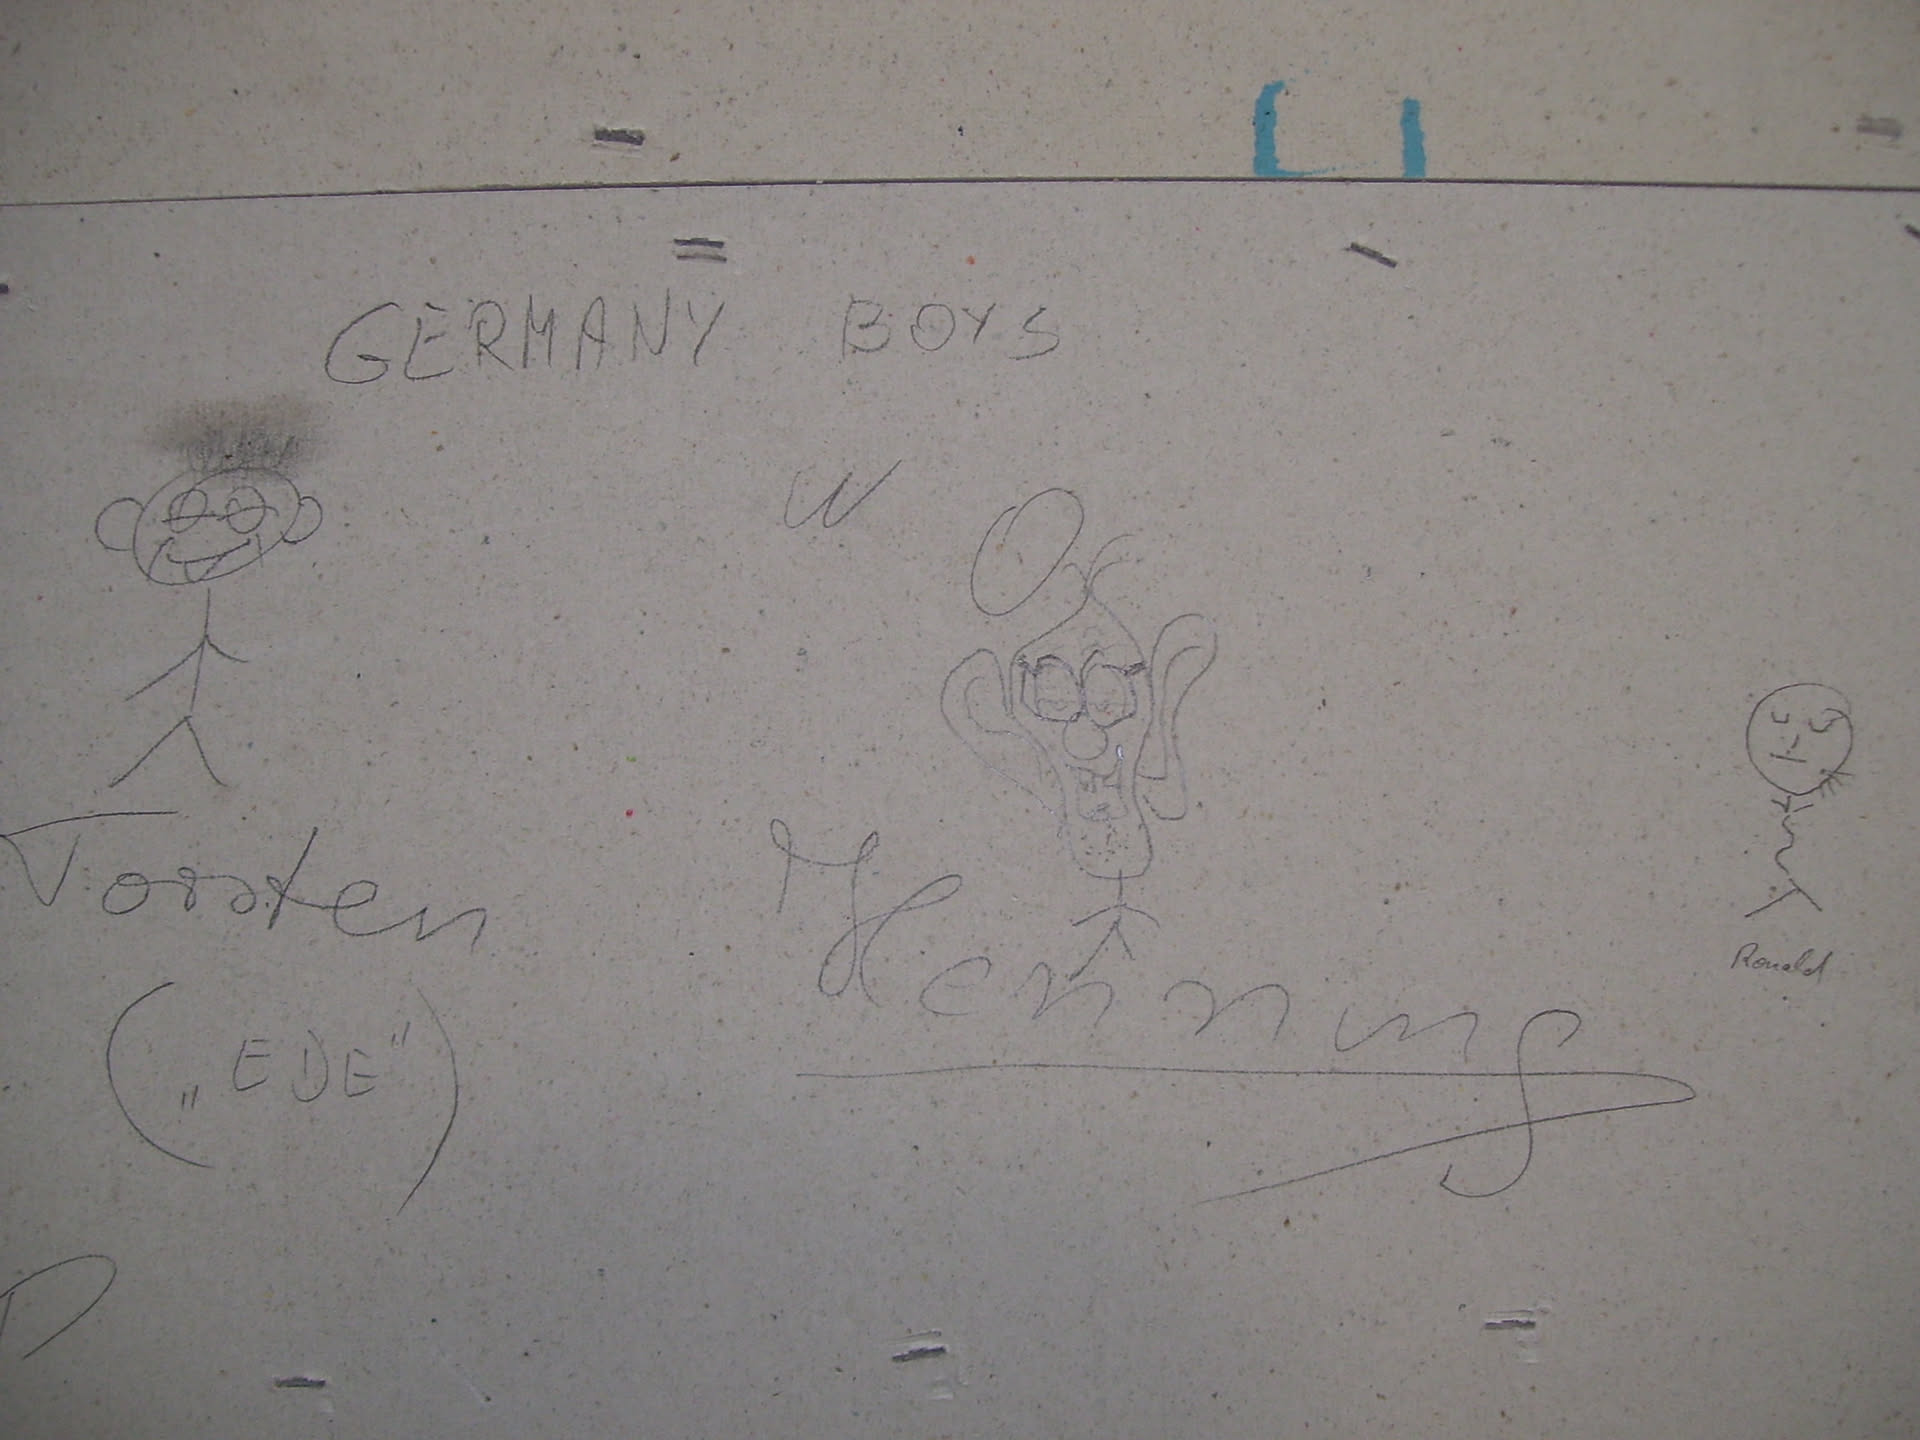 GERMANY BOYS
Torsten
Henning
Ronald
(„EDE“)